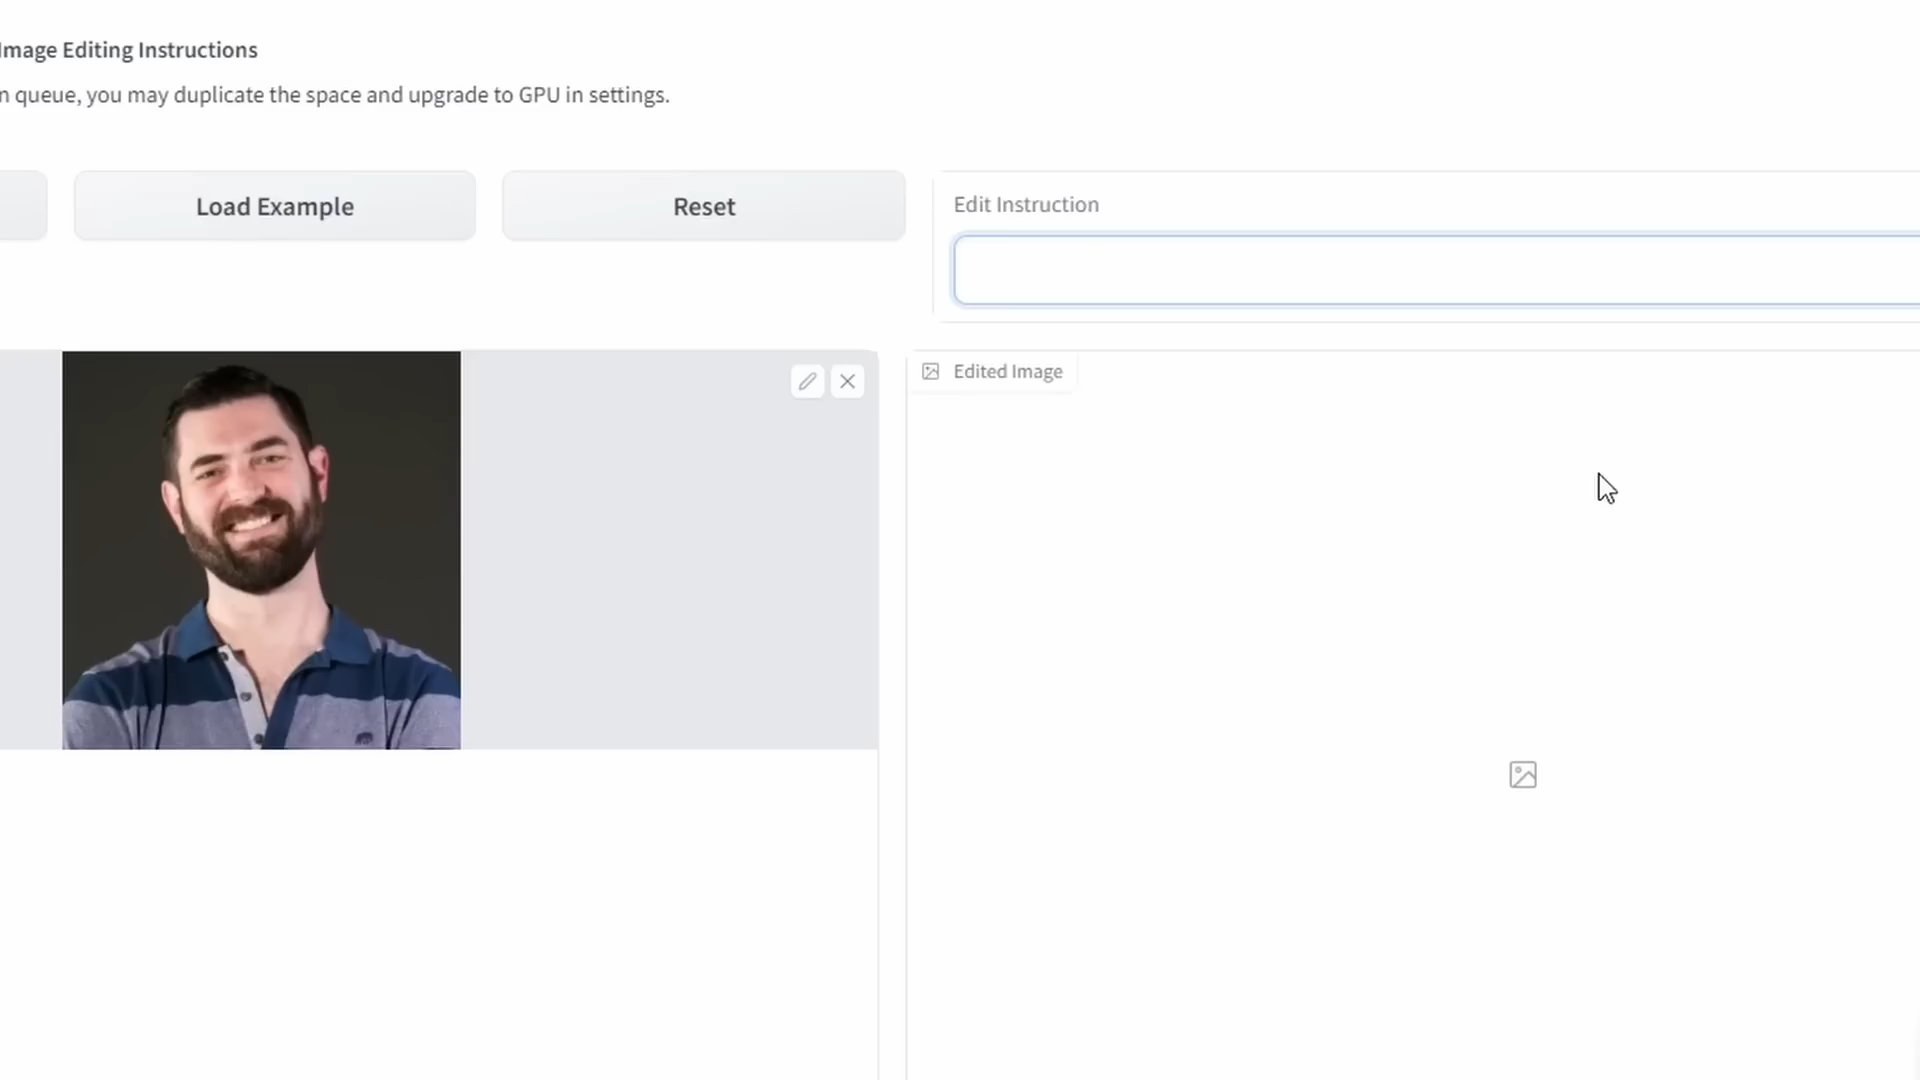 Image Editing Instructions
n queue, you may duplicate the space and upgrade to GPU in settings.
Load Example
Reset
Edit Instruction
Edited Image